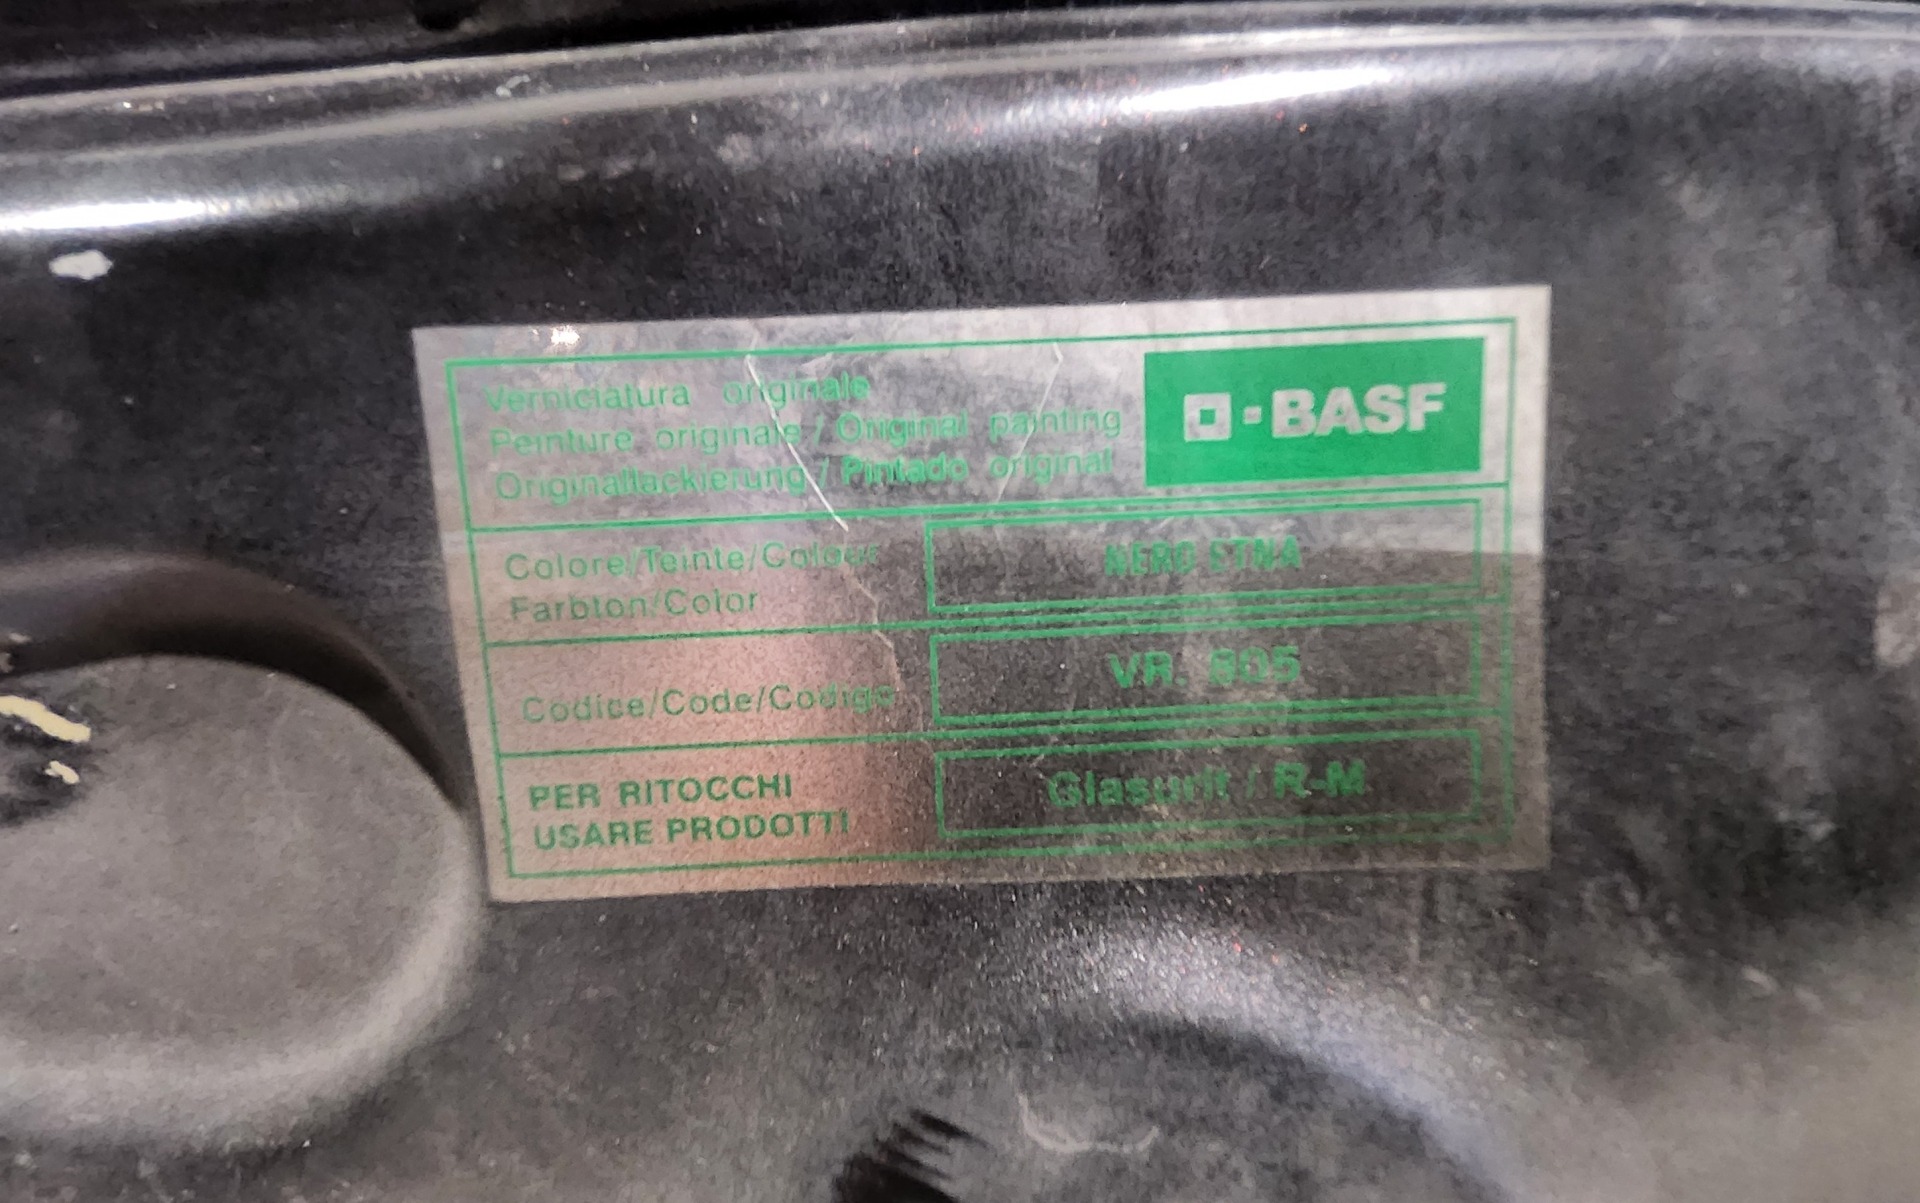 Verniciatura originale
Peinture originale / Original painting
Originallackierung / Pintado original
BASF
Colore/Teinte/Colour
Farbton/Color
NERO ETNA
Codice/Code/Codigo
VR. 805
PER RITOCCHI
USARE PRODOTTI
Glasurit / R-M